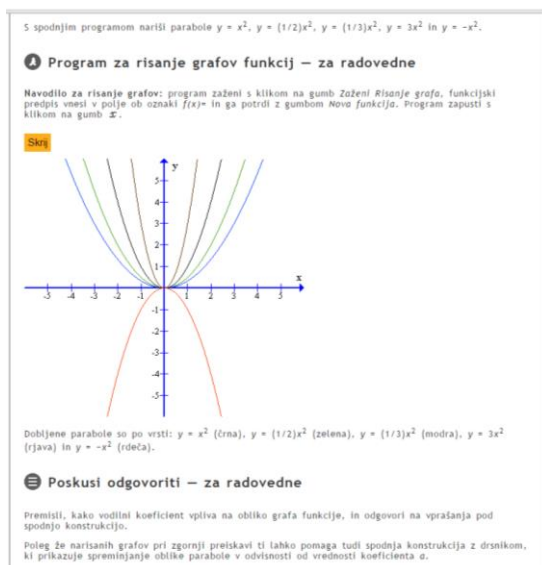 S spodnjim programom nariši parabole y = x², y = (1/2)x², y = (1/3)x², y = 3x² in y = −x².
Program za risanje grafov funkcij — za radovedne
Navodilo za risanje grafov: program zaženi s klikom na gumb Zaženi Risanje grafa, funkcijski
predpis vnesi v polje ob oznaki f(x)= in ga potrdi z gumbom Nova funkcija. Program zapusti s
klikom na gumb x.
Skrij
y
5
4
3
2
1
x
-5 -4 -3 -2 -1 1 2 3 4 5
-1
-2
-3
-4
-5
Dobljene parabole so po vrsti: y = x² (črna), y = (1/2)x² (zelena), y = (1/3)x² (modra), y = 3x²
(rjava) in y = −x² (rdeča).
Poskusi odgovoriti — za radovedne
Premisli, kako vodilni koeficient vpliva na obliko grafa funkcije, in odgovori na vprašanja pod
spodnjo konstrukcijo.
Poleg že narisanih grafov pri zgornji preiskavi ti lahko pomaga tudi spodnja konstrukcija z drsnikom,
ki prikazuje spreminjanje oblike parabole v odvisnosti od vrednosti koeficienta a.